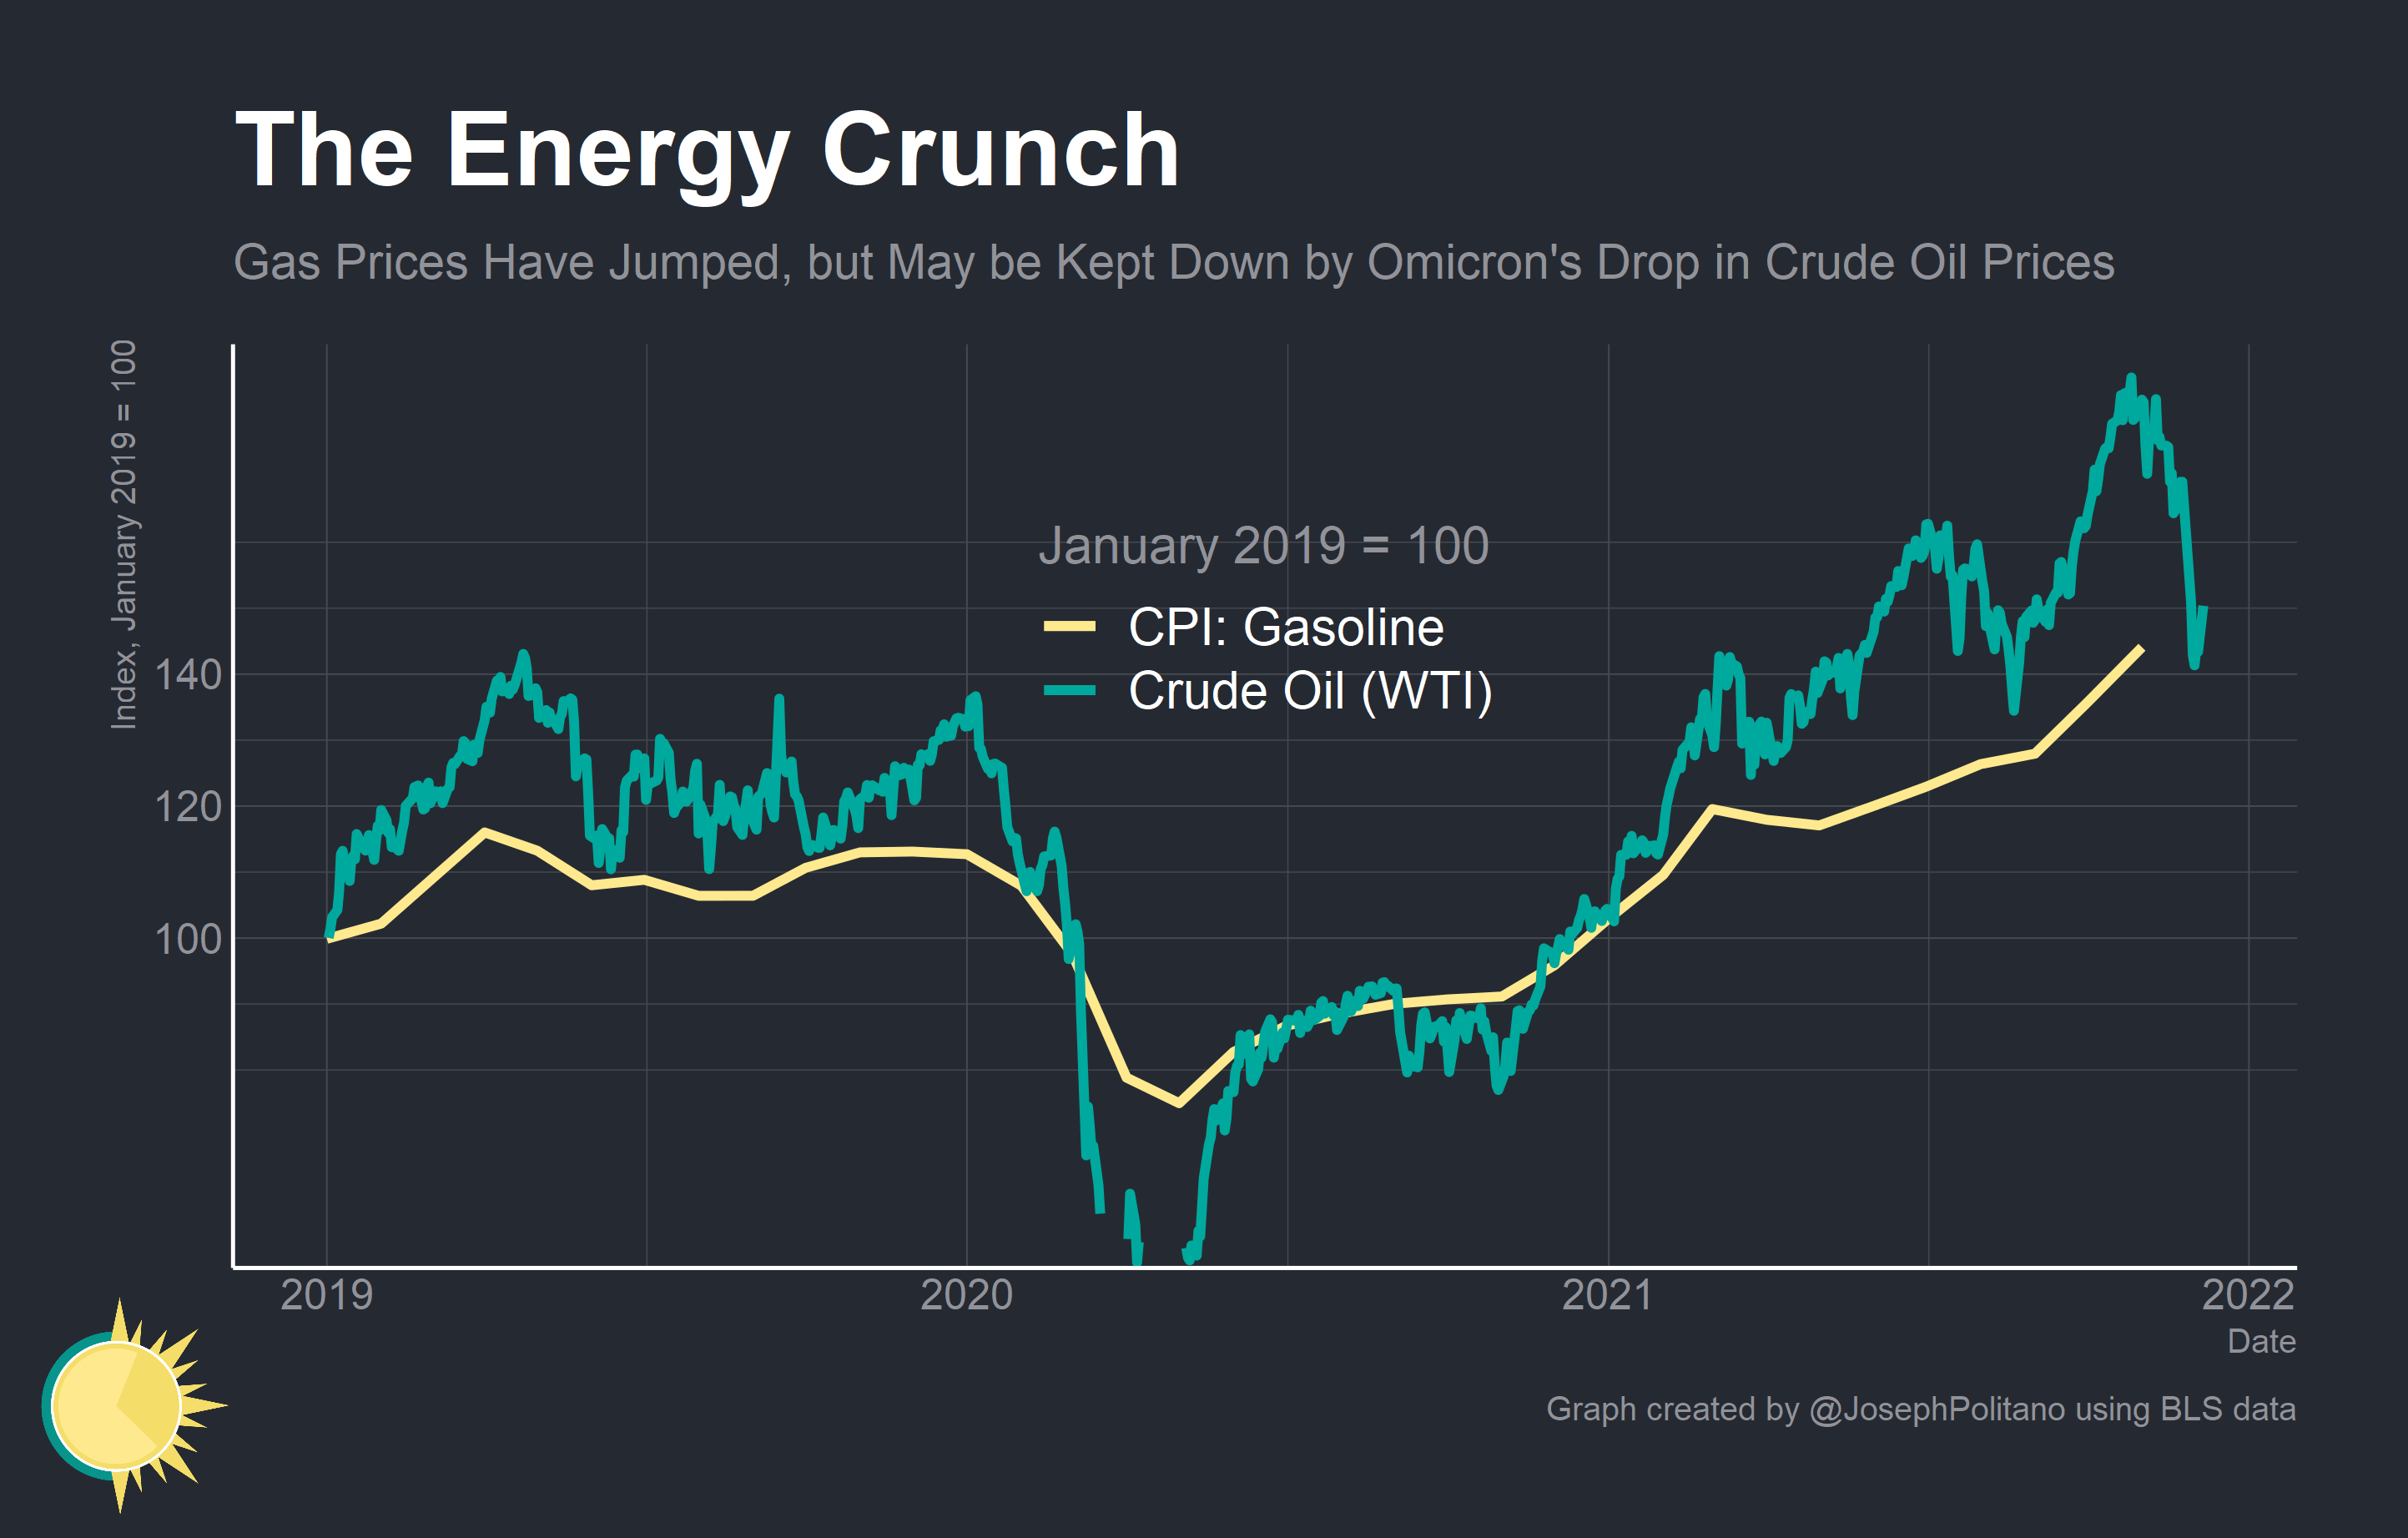 The Energy Crunch
Gas Prices Have Jumped, but May be Kept Down by Omicron's Drop in Crude Oil Prices
Index, January 2019 = 100
January 2019 = 100
CPI: Gasoline
Crude Oil (WTI)
140
120
100
2019 2020 2021 2022
Date
Graph created by @JosephPolitano using BLS data